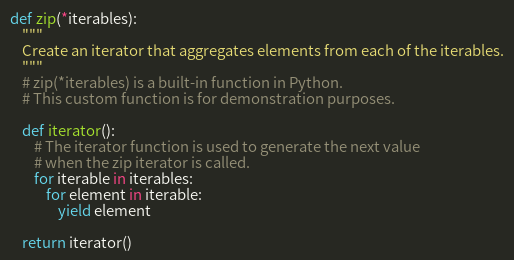 def zip(*iterables):
    """
    Create an iterator that aggregates elements from each of the iterables.
    """
    # zip(*iterables) is a built-in function in Python.
    # This custom function is for demonstration purposes.

    def iterator():
        # The iterator function is used to generate the next value
        # when the zip iterator is called.
        for iterable in iterables:
            for element in iterable:
                yield element

    return iterator()